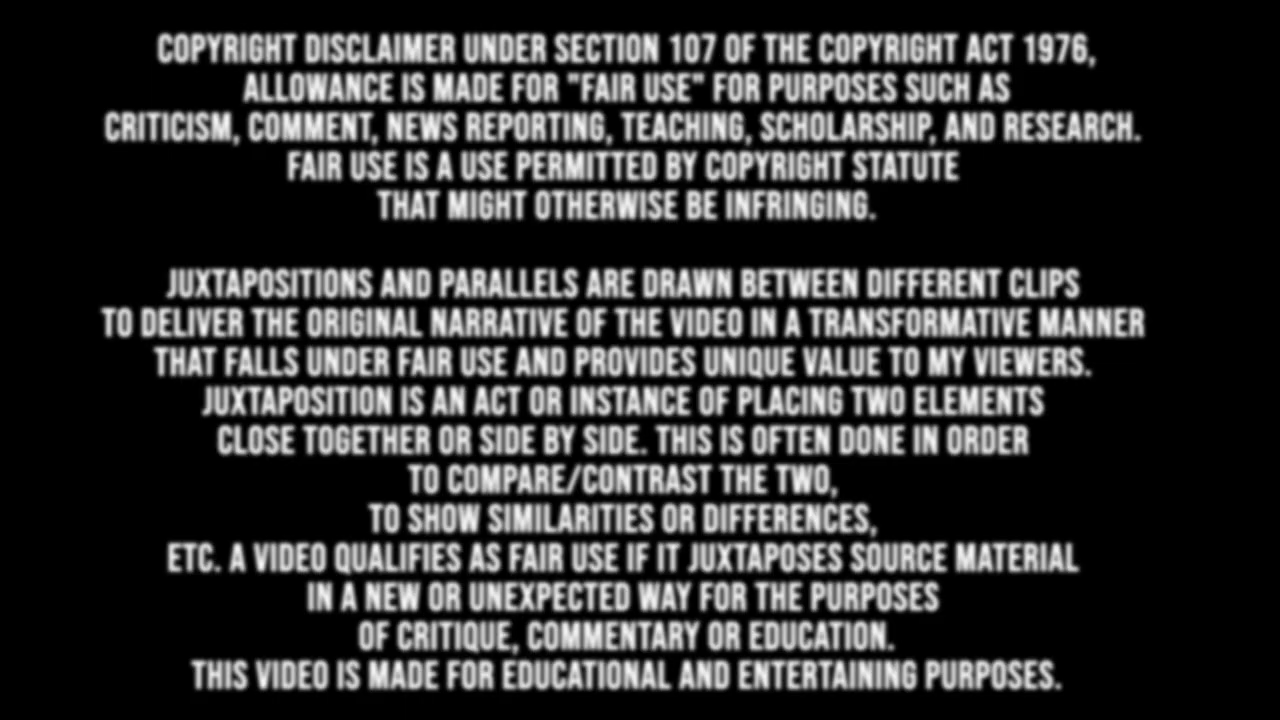 COPYRIGHT DISCLAIMER UNDER SECTION 107 OF THE COPYRIGHT ACT 1976,
ALLOWANCE IS MADE FOR "FAIR USE" FOR PURPOSES SUCH AS
CRITICISM, COMMENT, NEWS REPORTING, TEACHING, SCHOLARSHIP, AND RESEARCH.
FAIR USE IS A USE PERMITTED BY COPYRIGHT STATUTE
THAT MIGHT OTHERWISE BE INFRINGING.
JUXTAPOSITIONS AND PARALLELS ARE DRAWN BETWEEN DIFFERENT CLIPS
TO DELIVER THE ORIGINAL NARRATIVE OF THE VIDEO IN A TRANSFORMATIVE MANNER
THAT FALLS UNDER FAIR USE AND PROVIDES UNIQUE VALUE TO MY VIEWERS.
JUXTAPOSITION IS AN ACT OR INSTANCE OF PLACING TWO ELEMENTS
CLOSE TOGETHER OR SIDE BY SIDE. THIS IS OFTEN DONE IN ORDER
TO COMPARE/CONTRAST THE TWO,
TO SHOW SIMILARITIES OR DIFFERENCES,
ETC. A VIDEO QUALIFIES AS FAIR USE IF IT JUXTAPOSES SOURCE MATERIAL
IN A NEW OR UNEXPECTED WAY FOR THE PURPOSES
OF CRITIQUE, COMMENTARY OR EDUCATION.
THIS VIDEO IS MADE FOR EDUCATIONAL AND ENTERTAINING PURPOSES.